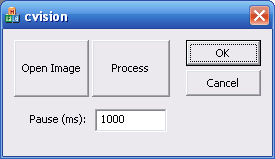 cvision
Open Image
Process
OK
Cancel
Pause (ms):
1000